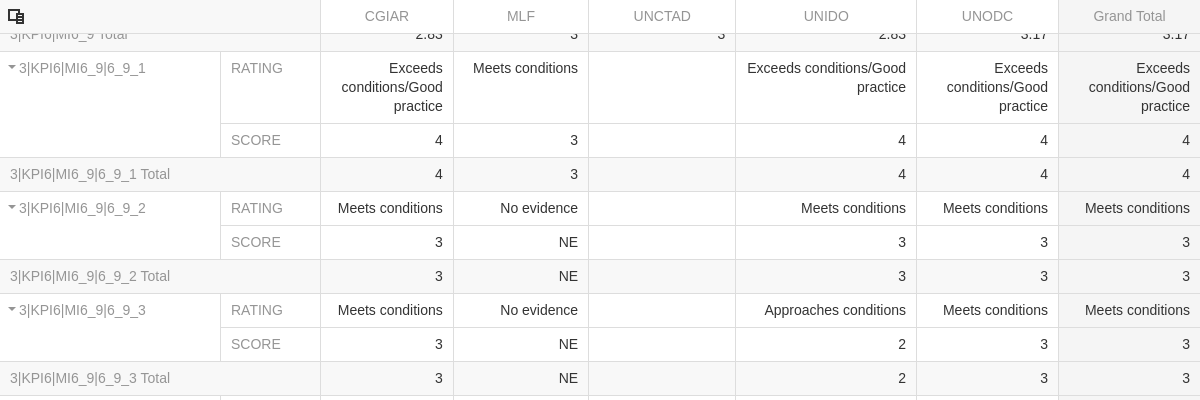 CGIAR MLF UNCTAD UNIDO UNODC Grand Total
3|KPI6|MI6_9 Total 2.83 3 3 2.83 3.17 3.17
3|KPI6|MI6_9|6_9_1 RATING Exceeds conditions/Good practice Meets conditions Exceeds conditions/Good practice Exceeds conditions/Good practice Exceeds conditions/Good practice
SCORE 4 3 4 4 4
3|KPI6|MI6_9|6_9_1 Total 4 3 4 4 4
3|KPI6|MI6_9|6_9_2 RATING Meets conditions No evidence Meets conditions Meets conditions Meets conditions
SCORE 3 NE 3 3 3
3|KPI6|MI6_9|6_9_2 Total 3 NE 3 3 3
3|KPI6|MI6_9|6_9_3 RATING Meets conditions No evidence Approaches conditions Meets conditions Meets conditions
SCORE 3 NE 2 3 3
3|KPI6|MI6_9|6_9_3 Total 3 NE 2 3 3